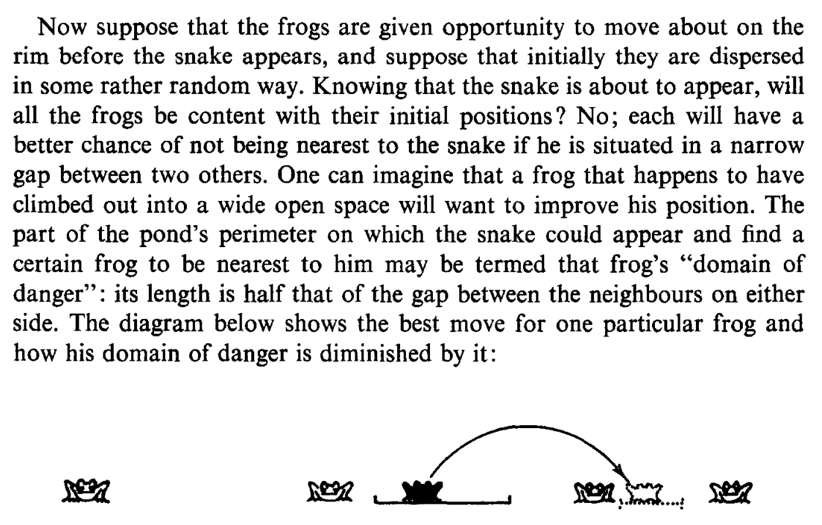 Now suppose that the frogs are given opportunity to move about on the
rim before the snake appears, and suppose that initially they are dispersed
in some rather random way. Knowing that the snake is about to appear, will
all the frogs be content with their initial positions? No; each will have a
better chance of not being nearest to the snake if he is situated in a narrow
gap between two others. One can imagine that a frog that happens to have
climbed out into a wide open space will want to improve his position. The
part of the pond's perimeter on which the snake could appear and find a
certain frog to be nearest to him may be termed that frog's “domain of
danger”: its length is half that of the gap between the neighbours on either
side. The diagram below shows the best move for one particular frog and
how his domain of danger is diminished by it: